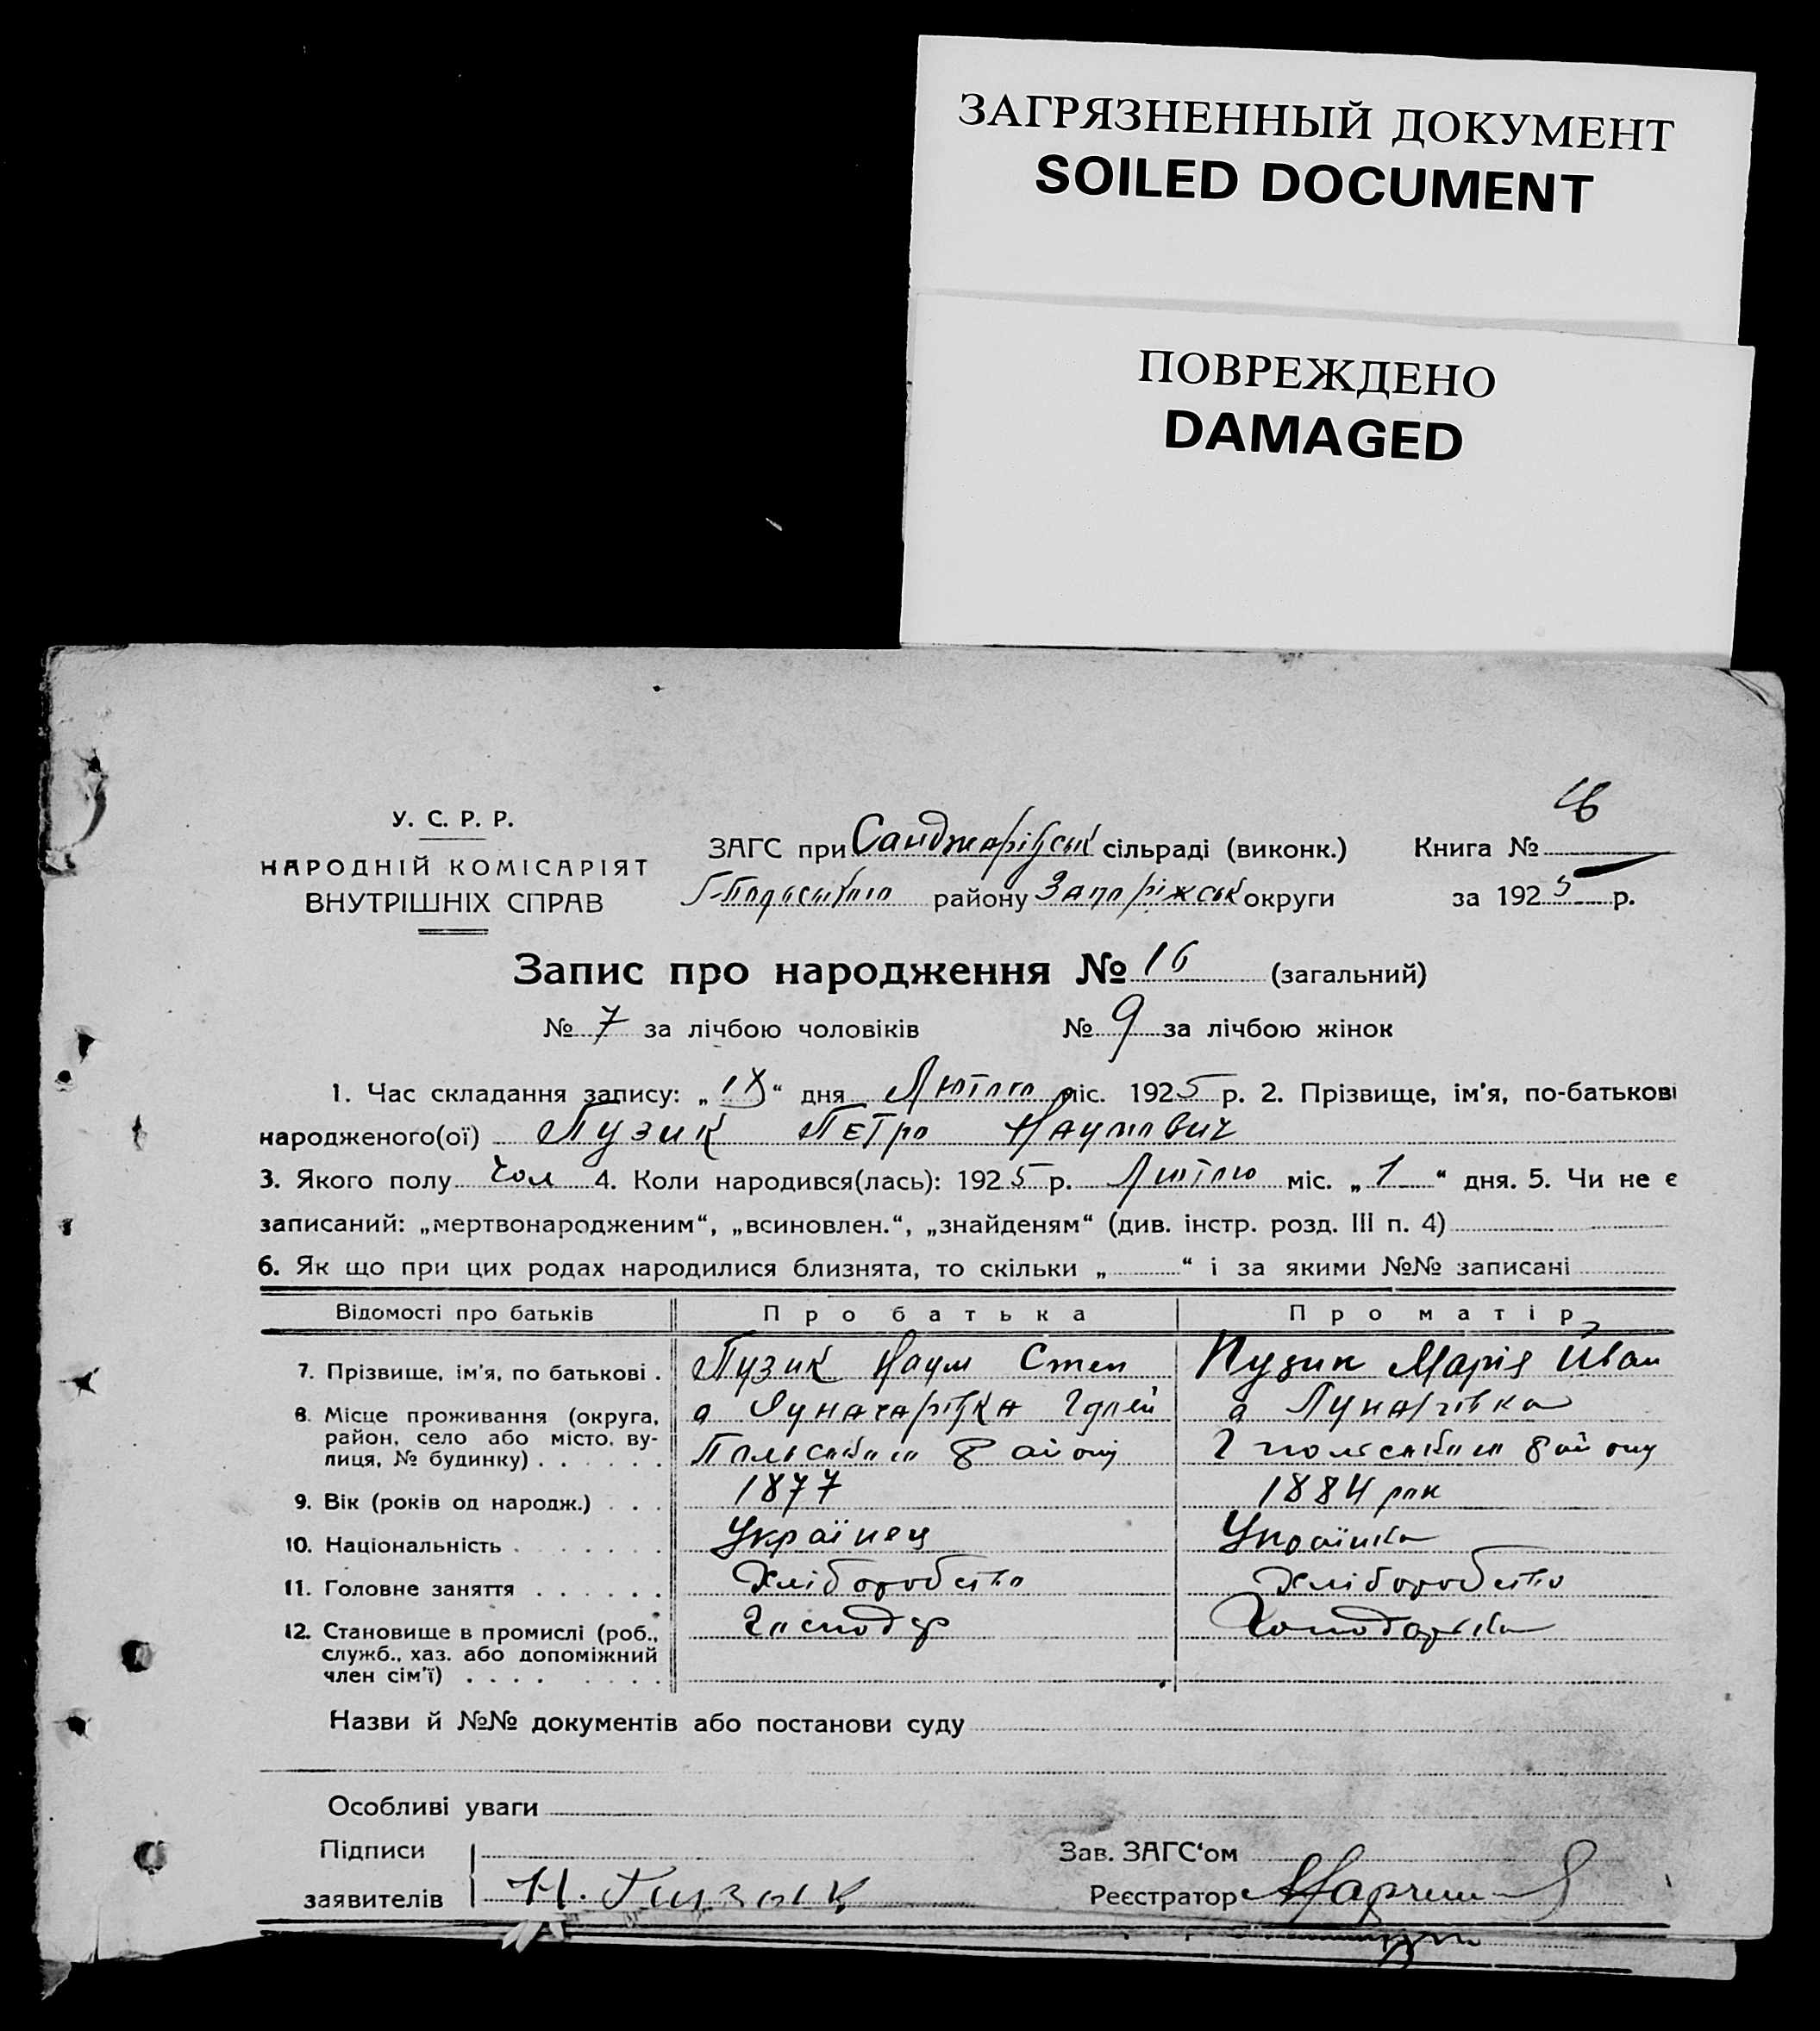 ЗАГРЯЗНЕННЫЙ ДОКУМЕНТ
SOILED DOCUMENT
ПОВРЕЖДЕНО
DAMAGED
У. С. Р. Р.
НАРОДНІЙ КОМІСАРІЯТ
ВНУТРІШНІХ СПРАВ
ЗАГС при Санджарівськ сільраді (виконк.)
району Запоріжськ округи
Книга №
за 1925 р.
Запис про народження № 16 (загальний)
№ 7 за лічбою чоловіків № 9 за лічбою жінок
1. Час складання запису: „ IX “ дня Лютого міс. 1925 р. 2. Прізвище, ім'я, по-батькові
народженого(ої) Пузик Петро Наумович
3. Якого полу чол 4. Коли народився(лась): 1925 р. Лютого міс. „ 1 “ дня. 5. Чи не є
записаний: „мертвонародженим“, „всиновлен.“, „знайденям“ (див. інстр. розд. III п. 4)
6. Як що при цих родах народилися близнята, то скільки „ “ і за якими №№ записані
Відомості про батьків Про батька Про матір
7. Прізвище, ім'я, по батькові . Пузик Наум Степ Пузик Марія Іван
8. Місце проживання (округа, район, село або місто, вулиця, № будинку) . . . . . .
9. Вік (років од народж.) . . . 1877 1884 рок
10. Національність . . . . . . . Українец Українка
11. Головне заняття . . . . . . Хліборобство Хліборобство
12. Становище в промислі (роб., Господар Господарка
служб., хаз. або допоміжний
член сім'ї) . . . . . . . .
Назви й №№ документів або постанови суду
Особливі уваги
Підписи Зав. ЗАГС'ом
заявителів Н. Пузик Реєстратор